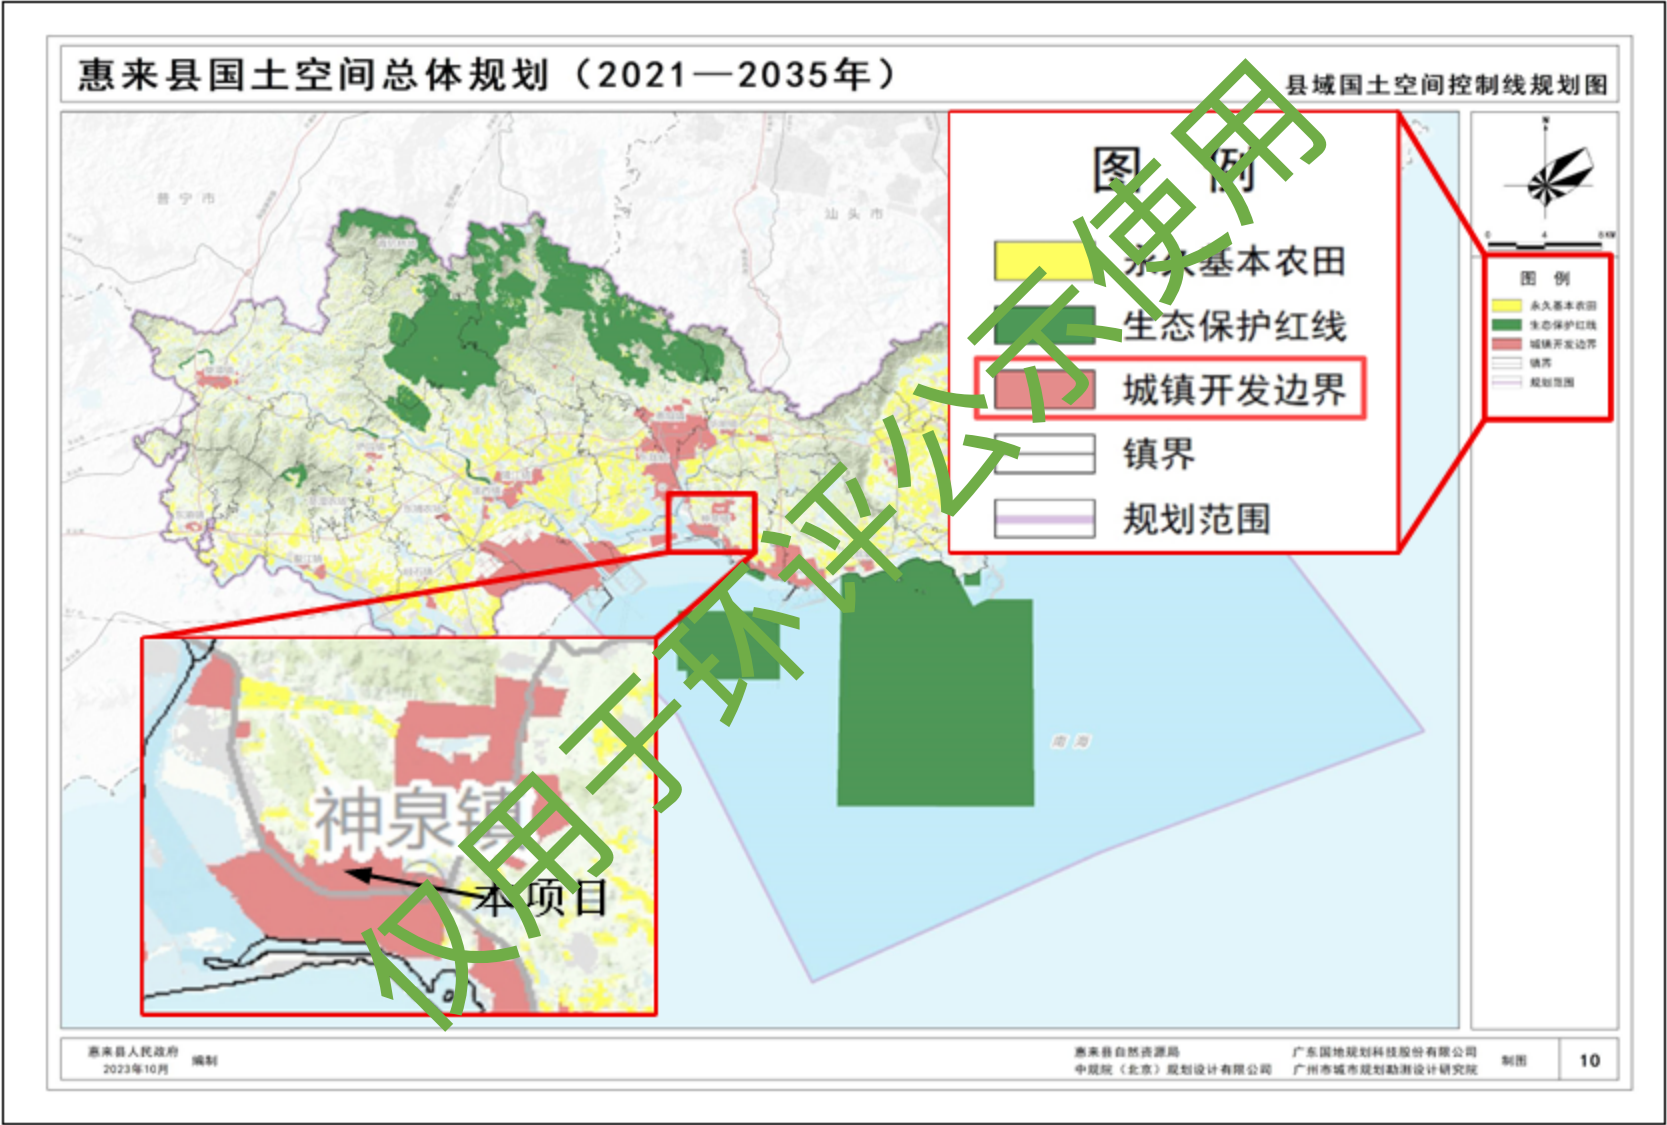 惠来县国土空间总体规划（2021—2035年）
县域国土空间控制线规划图
普宁市
汕头市
N
0 4 8KM
图 例
永久基本农田
生态保护红线
城镇开发边界
镇界
规划范围
图 例
永久基本农田
生态保护红线
城镇开发边界
镇界
规划范围
南海
神泉镇
本项目
仅用于环评公示使用
惠来县人民政府
2023年10月
编制
惠来县自然资源局
中规院（北京）规划设计有限公司
广东国地规划科技股份有限公司
广州市城市规划勘测设计研究院
制图
10